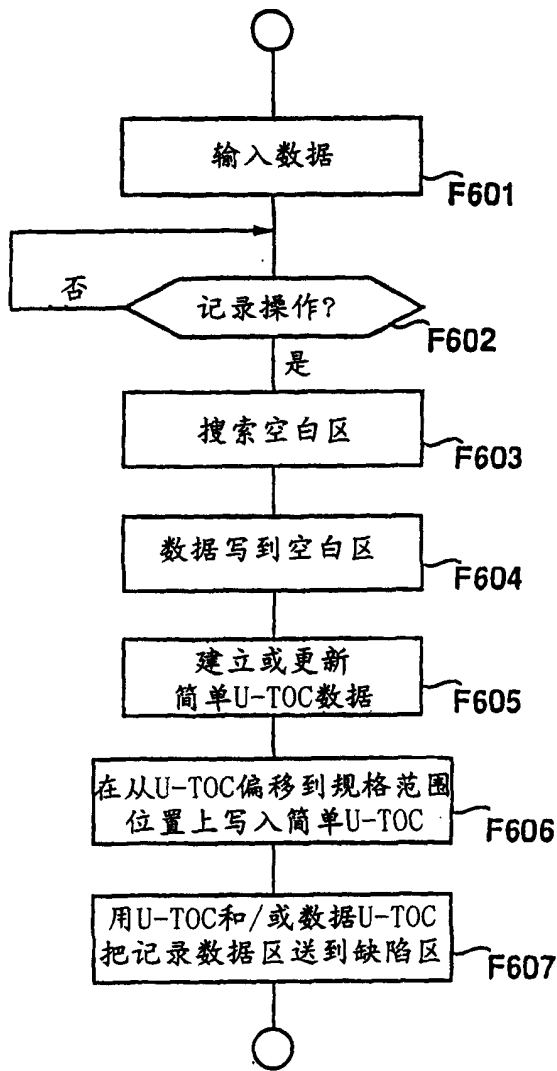 输入数据
F601
否
记录操作?
F602
是
搜索空白区
F603
数据写到空白区
F604
建立或更新
简单U-TOC数据
F605
在从U-TOC偏移到规格范围
位置上写入简单U-TOC
F606
用U-TOC和/或数据U-TOC
把记录数据区送到缺陷区
F607